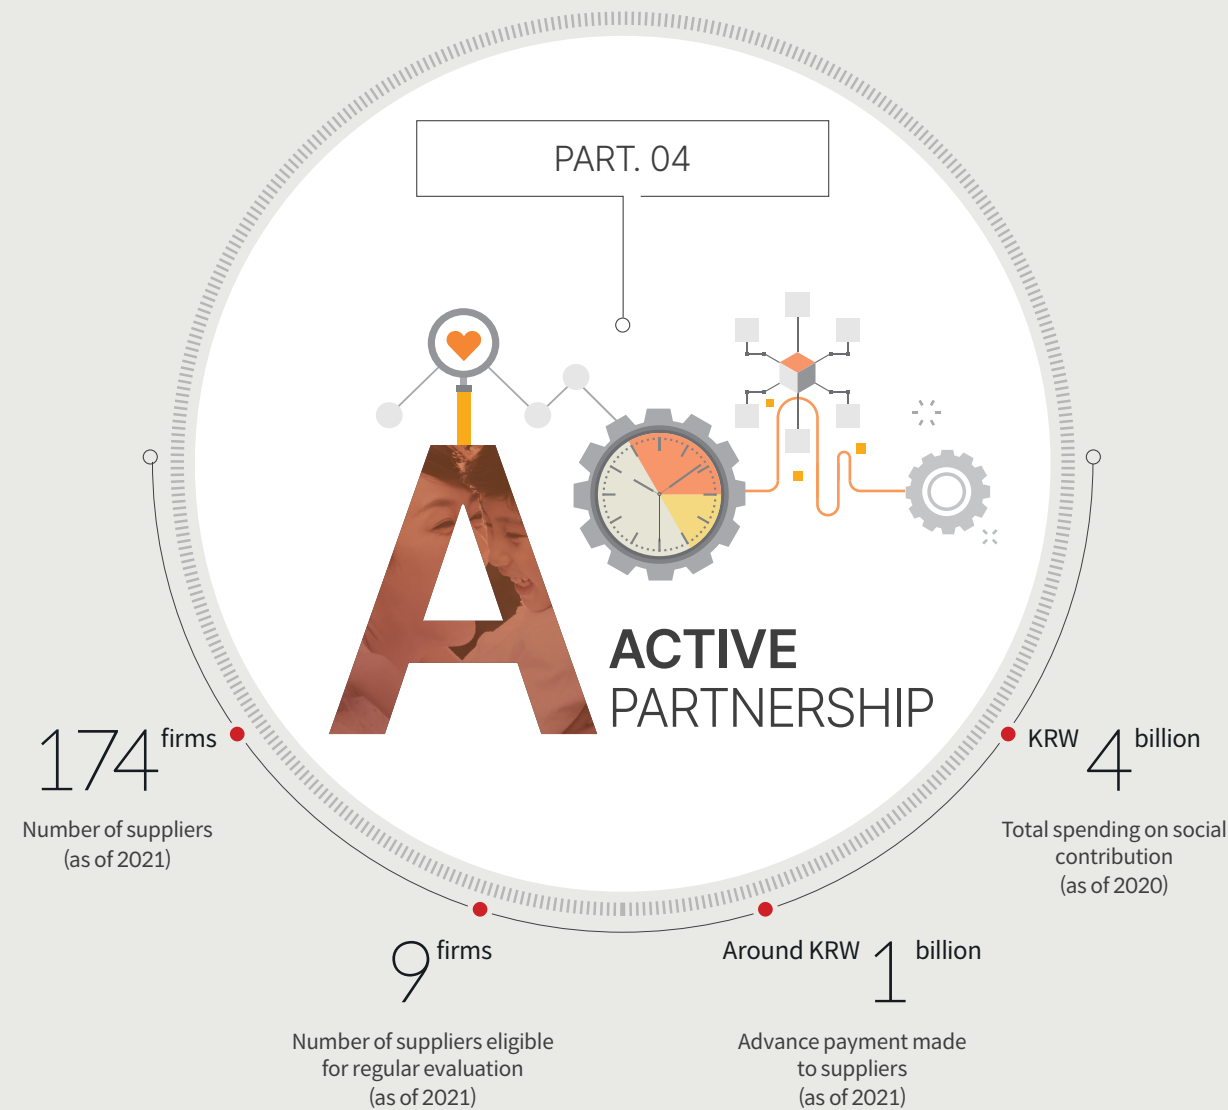 PART. 04
ACTIVE
PARTNERSHIP
174 firms
Number of suppliers
(as of 2021)
9 firms
Number of suppliers eligible
for regular evaluation
(as of 2021)
Around KRW 1 billion
Advance payment made
to suppliers
(as of 2021)
KRW 4 billion
Total spending on social
contribution
(as of 2020)